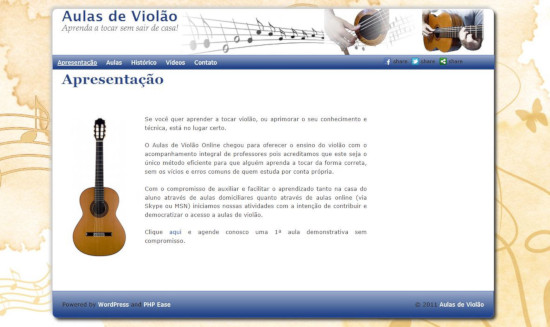 Aulas de Violão
Aprenda a tocar sem sair de casa!
Apresentação Aulas Histórico Vídeos Contato share share share
Apresentação
Se você quer aprender a tocar violão, ou aprimorar o seu conhecimento e
técnica, está no lugar certo.
O Aulas de Violão Online chegou para oferecer o ensino do violão com o
acompanhamento integral de professores pois acreditamos que este seja o
único método eficiente para que alguém aprenda a tocar da forma correta,
sem os vícios e erros comuns de quem estuda por conta própria.
Com o compromisso de auxiliar e facilitar o aprendizado tanto na casa do
aluno através de aulas domiciliares quanto através de aulas online (via
Skype ou MSN) iniciamos nossas atividades com a intenção de contribuir e
democratizar o acesso a aulas de violão.
Clique aqui e agende conosco uma 1ª aula demonstrativa sem
compromisso.
Powered by WordPress and PHP Ease © 2011 Aulas de Violão